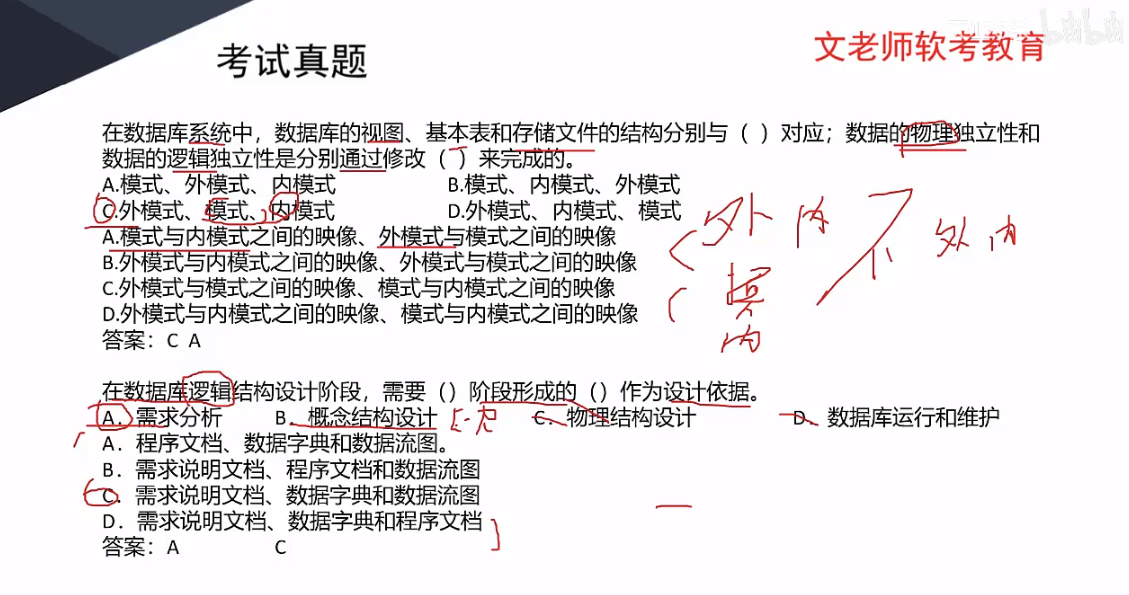 考试真题
文老师软考教育
bilibili
在数据库系统中，数据库的视图、基本表和存储文件的结构分别与（ ）对应；数据的物理独立性和
数据的逻辑独立性是分别通过修改（ ）来完成的。
A.模式、外模式、内模式 B.模式、内模式、外模式
C.外模式、模式、内模式 D.外模式、内模式、模式
A.模式与内模式之间的映像、外模式与模式之间的映像
B.外模式与内模式之间的映像、外模式与模式之间的映像
C.外模式与模式之间的映像、模式与内模式之间的映像
D.外模式与内模式之间的映像、模式与内模式之间的映像
答案：C A
外 内
外 内
模
内
在数据库逻辑结构设计阶段，需要（）阶段形成的（）作为设计依据。
A．需求分析 B．概念结构设计 C．物理结构设计 D．数据库运行和维护
A．程序文档、数据字典和数据流图。
B．需求说明文档、程序文档和数据流图
C．需求说明文档、数据字典和数据流图
D．需求说明文档、数据字典和程序文档
答案：A C